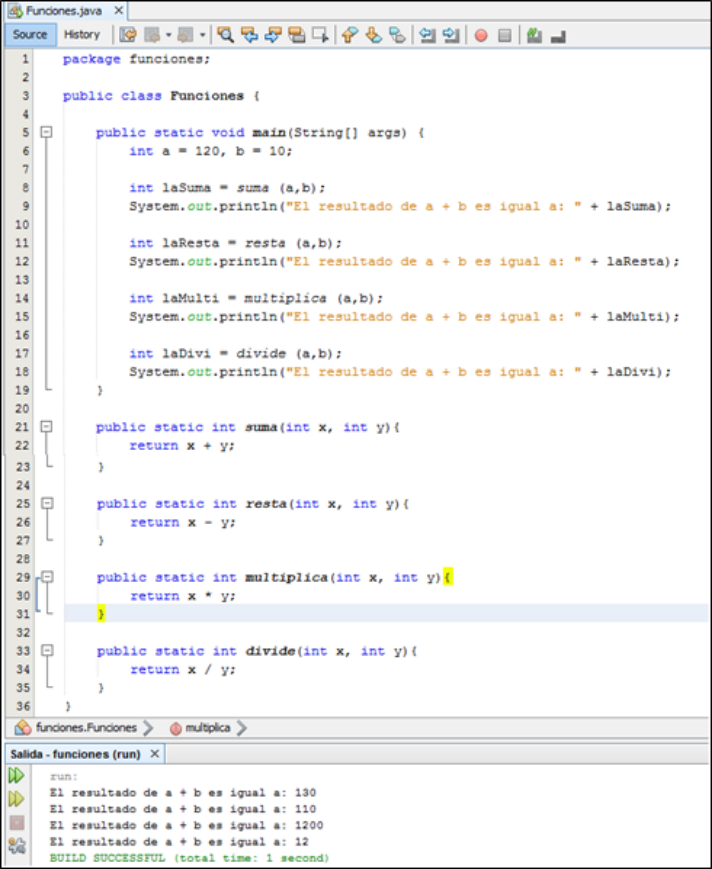 Funciones.java
Source History
1 package funciones;
2
3 public class Funciones {
4
5 public static void main(String[] args) {
6 int a = 120, b = 10;
7
8 int laSuma = suma (a,b);
9 System.out.println("El resultado de a + b es igual a: " + laSuma);
10
11 int laResta = resta (a,b);
12 System.out.println("El resultado de a + b es igual a: " + laResta);
13
14 int laMulti = multiplica (a,b);
15 System.out.println("El resultado de a + b es igual a: " + laMulti);
16
17 int laDivi = divide (a,b);
18 System.out.println("El resultado de a + b es igual a: " + laDivi);
19 }
20
21 public static int suma(int x, int y){
22 return x + y;
23 }
24
25 public static int resta(int x, int y){
26 return x - y;
27 }
28
29 public static int multiplica(int x, int y){
30 return x * y;
31 }
32
33 public static int divide(int x, int y){
34 return x / y;
35 }
36 }
funciones.Funciones multiplica
Salida - funciones (run)
run:
El resultado de a + b es igual a: 130
El resultado de a + b es igual a: 110
El resultado de a + b es igual a: 1200
El resultado de a + b es igual a: 12
BUILD SUCCESSFUL (total time: 1 second)